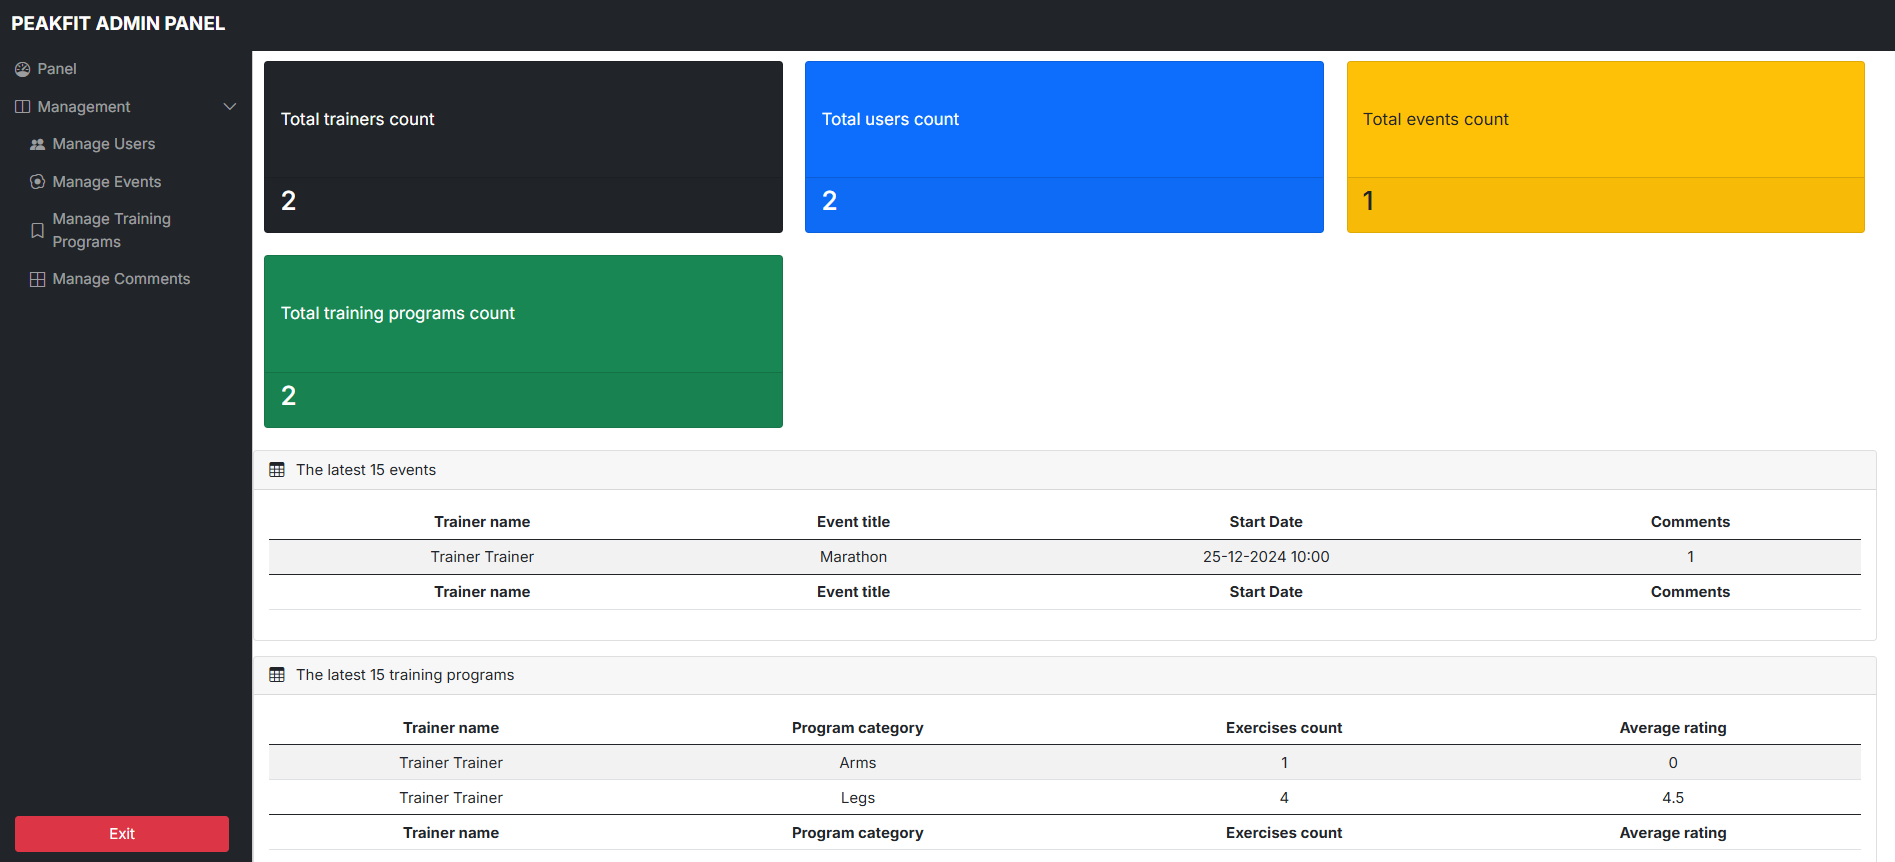 PEAKFIT ADMIN PANEL
Panel
Management
Manage Users
Manage Events
Manage Training
Programs
Manage Comments
Exit
Total trainers count
2
Total users count
2
Total events count
1
Total training programs count
2
The latest 15 events
Trainer name Event title Start Date Comments
Trainer Trainer Marathon 25-12-2024 10:00 1
Trainer name Event title Start Date Comments
The latest 15 training programs
Trainer name Program category Exercises count Average rating
Trainer Trainer Arms 1 0
Trainer Trainer Legs 4 4.5
Trainer name Program category Exercises count Average rating